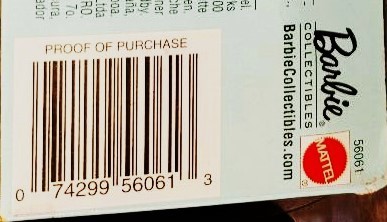 PROOF OF PURCHASE
0 74299 56061 3
Barbie®
COLLECTIBLES
BarbieCollectibles.com
MATTEL
56061